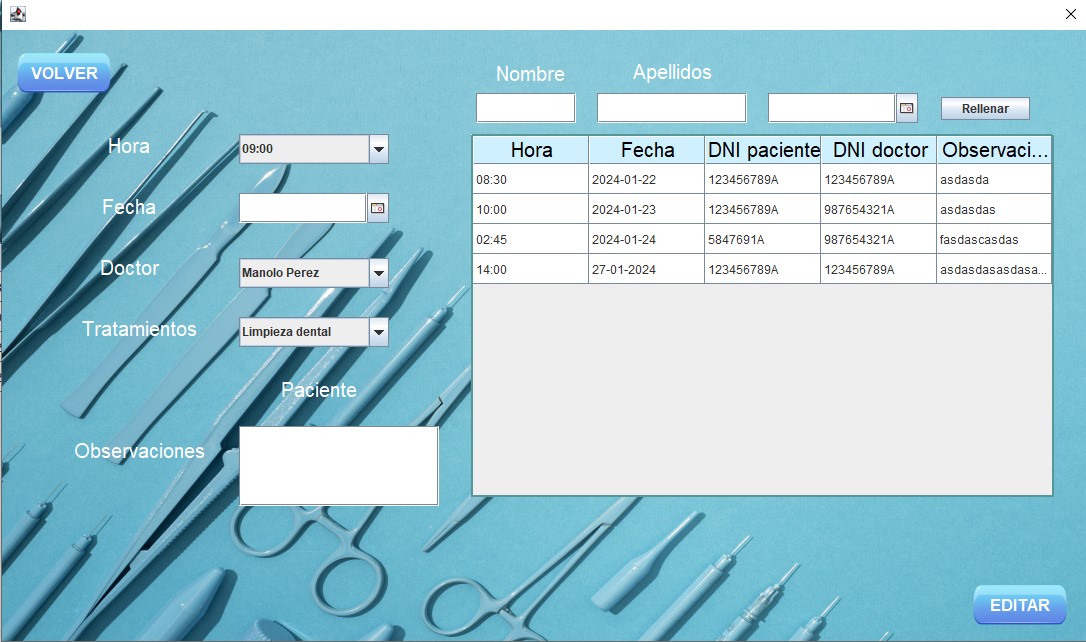 VOLVER
Nombre Apellidos
Rellenar
Hora 09:00
Fecha
Doctor Manolo Perez
Tratamientos Limpieza dental
Paciente
Observaciones
Hora Fecha DNI paciente DNI doctor Observaci...
08:30 2024-01-22 123456789A 123456789A asdasda
10:00 2024-01-23 123456789A 987654321A asdasdas
02:45 2024-01-24 5847691A 987654321A fasdascasdas
14:00 27-01-2024 123456789A 123456789A asdasdasasdasa...
EDITAR